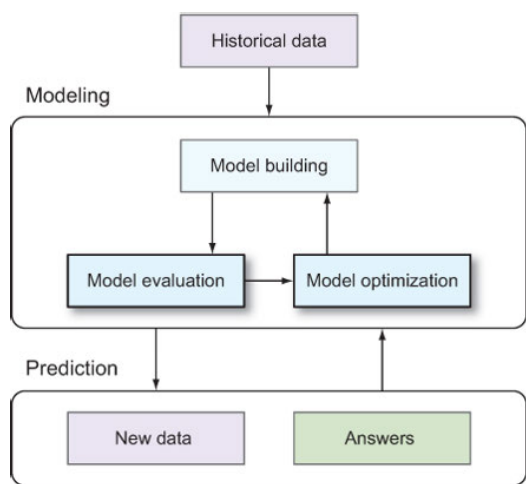 Historical data
Modeling
Model building
Model evaluation
Model optimization
Prediction
New data
Answers